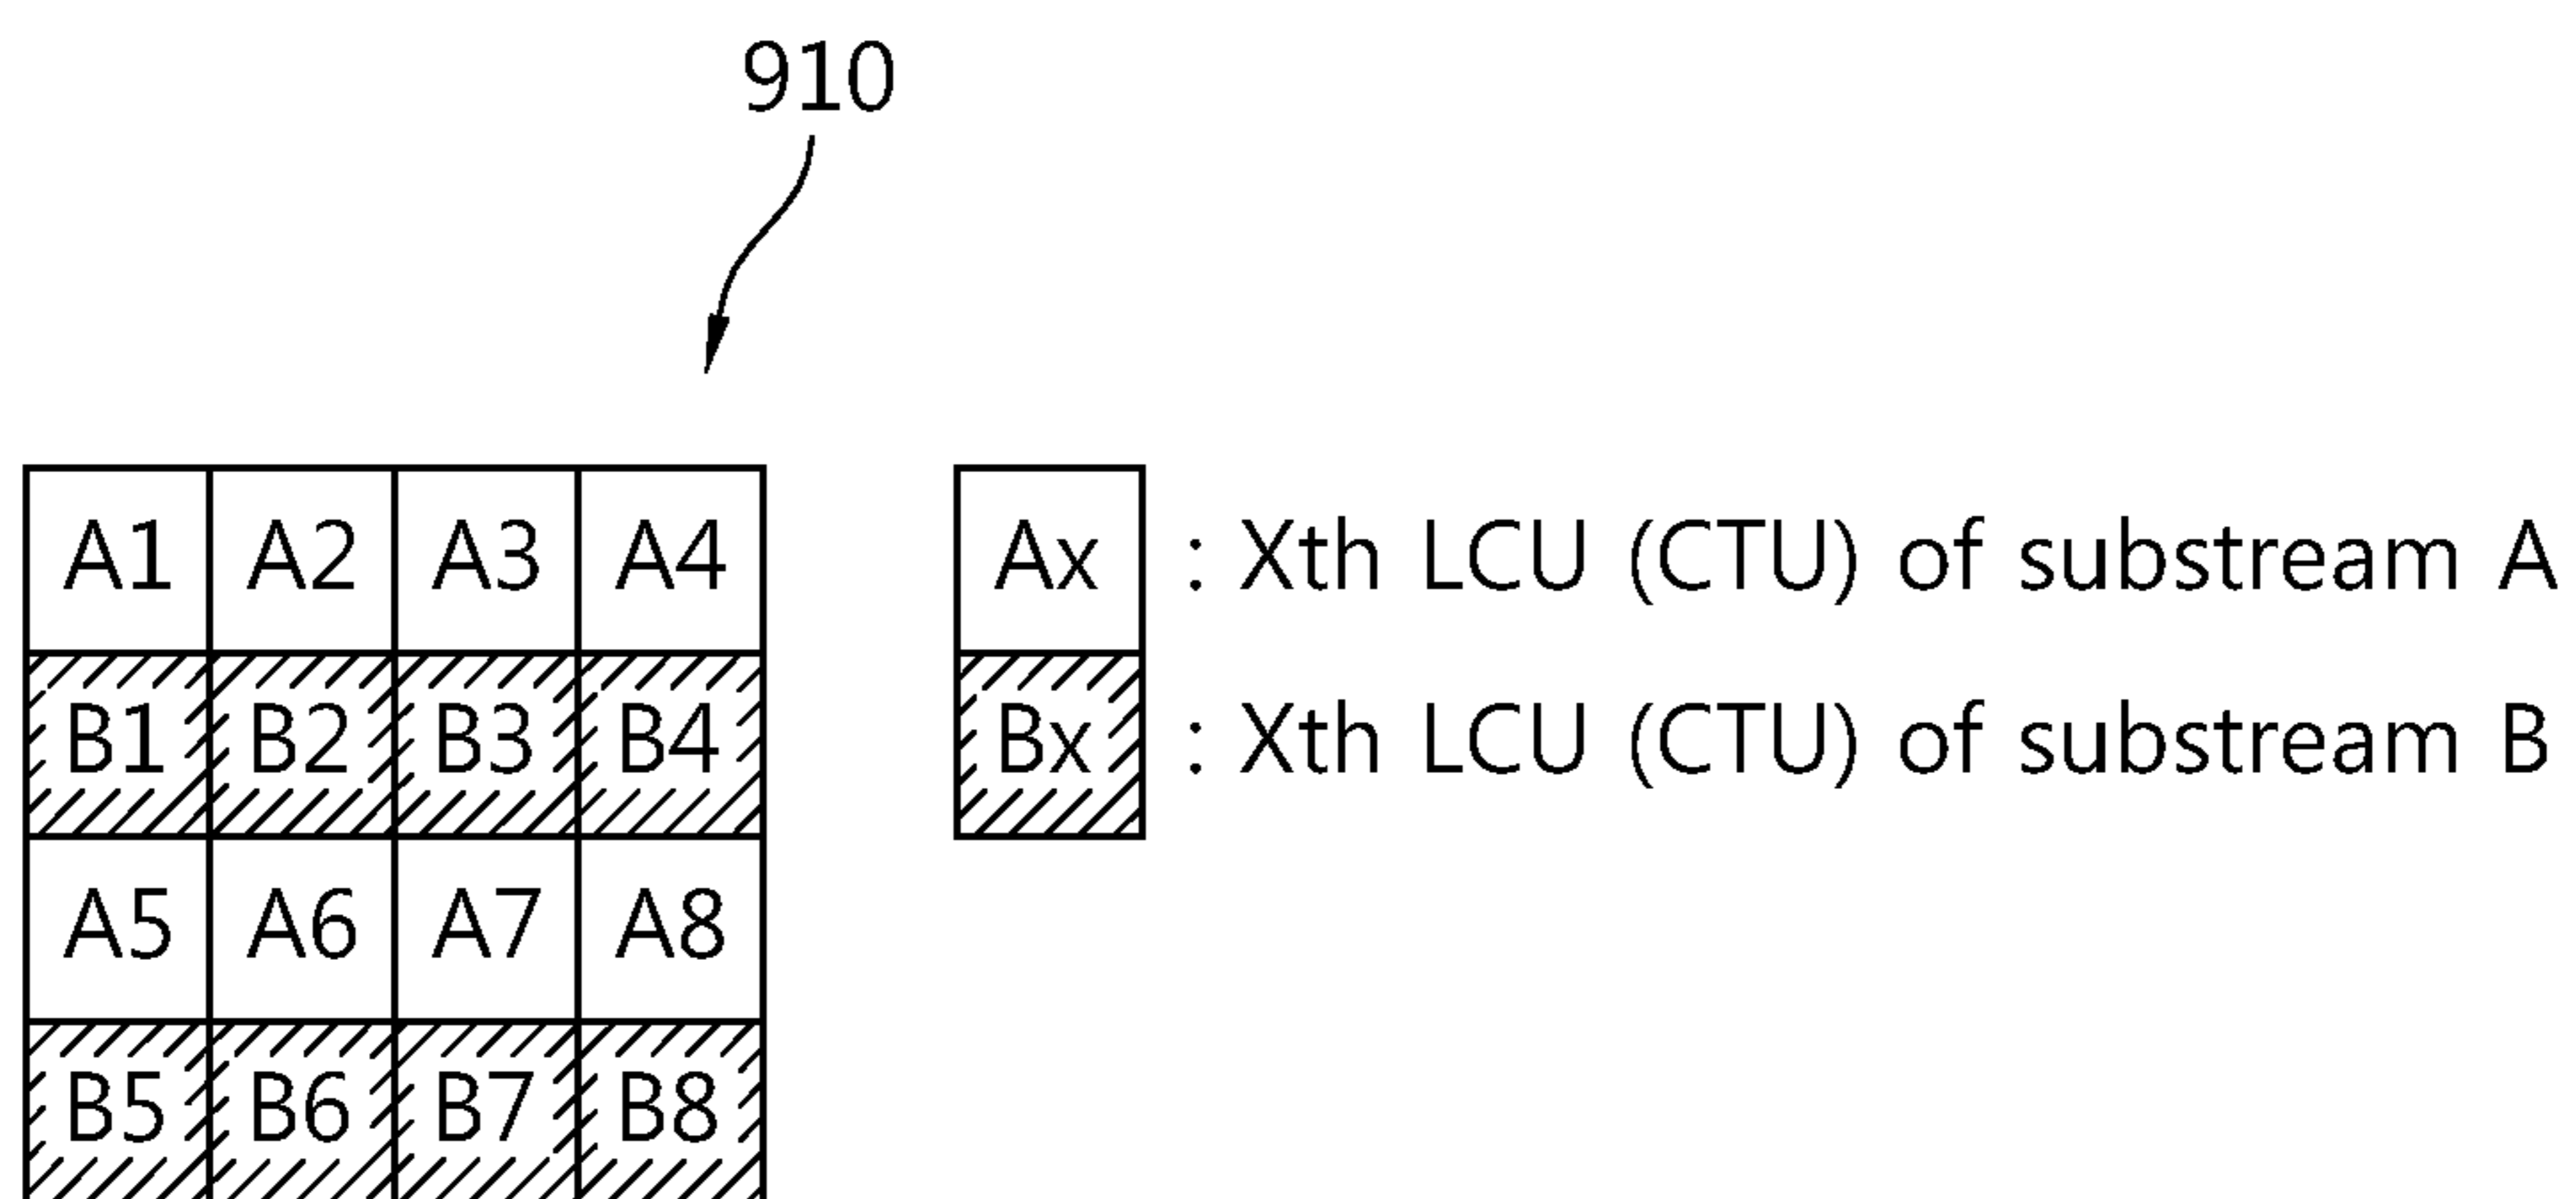 910
A1 A2 A3 A4
B1 B2 B3 B4
A5 A6 A7 A8
B5 B6 B7 B8
Ax : Xth LCU (CTU) of substream A
Bx : Xth LCU (CTU) of substream B